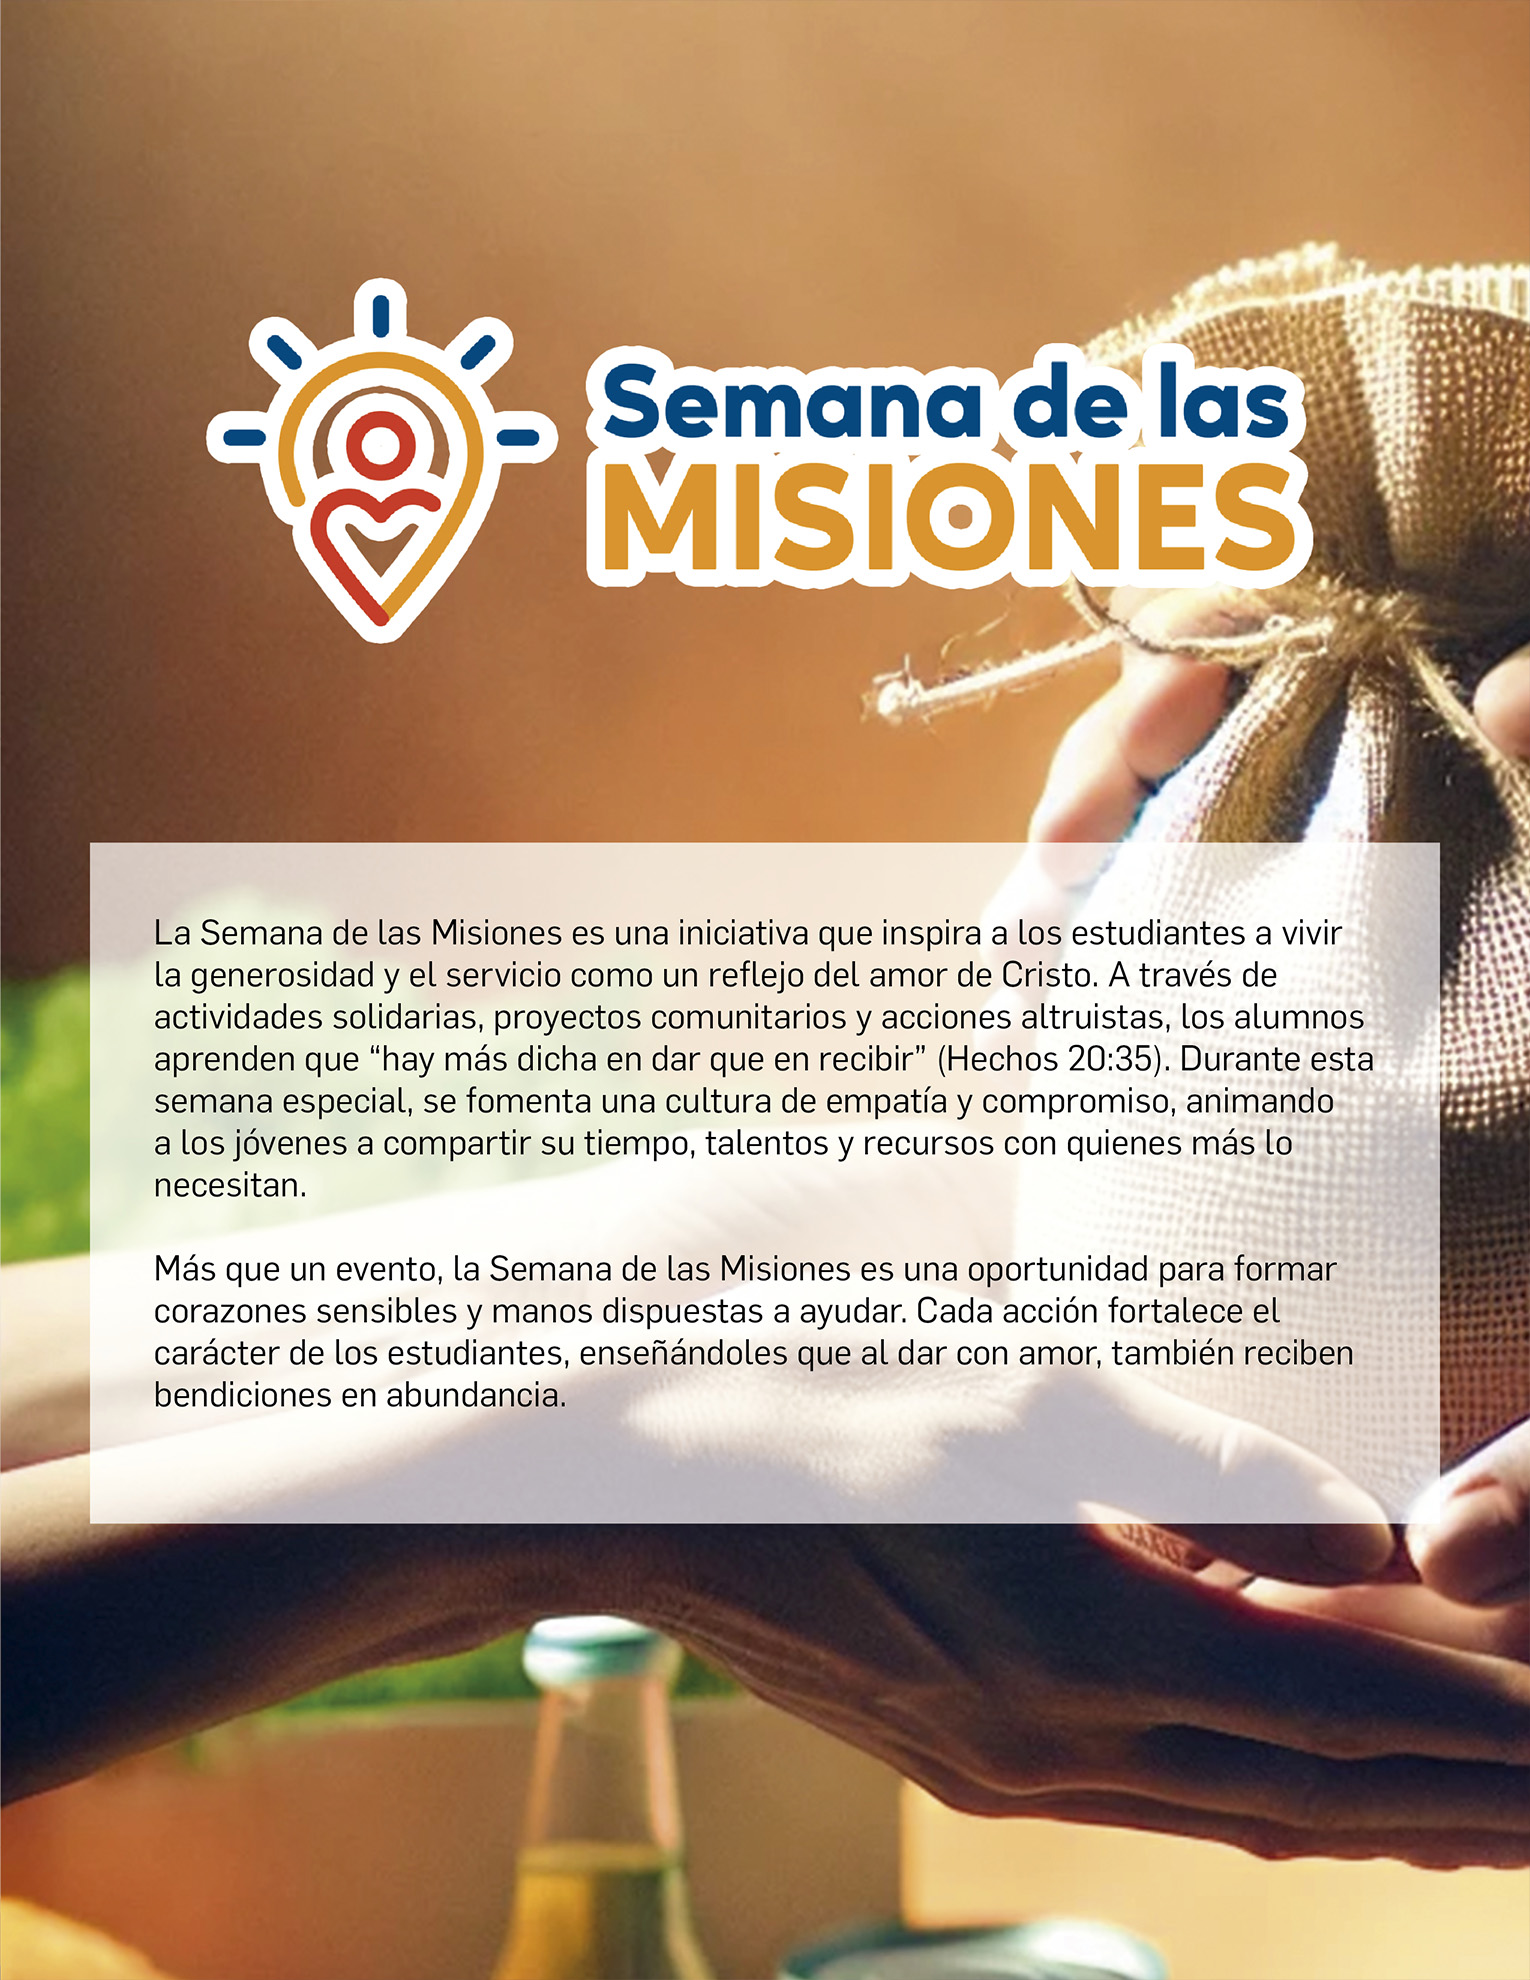 Semana de las
MISIONES
La Semana de las Misiones es una iniciativa que inspira a los estudiantes a vivir
la generosidad y el servicio como un reflejo del amor de Cristo. A través de
actividades solidarias, proyectos comunitarios y acciones altruistas, los alumnos
aprenden que “hay más dicha en dar que en recibir” (Hechos 20:35). Durante esta
semana especial, se fomenta una cultura de empatía y compromiso, animando
a los jóvenes a compartir su tiempo, talentos y recursos con quienes más lo
necesitan.
Más que un evento, la Semana de las Misiones es una oportunidad para formar
corazones sensibles y manos dispuestas a ayudar. Cada acción fortalece el
carácter de los estudiantes, enseñándoles que al dar con amor, también reciben
bendiciones en abundancia.